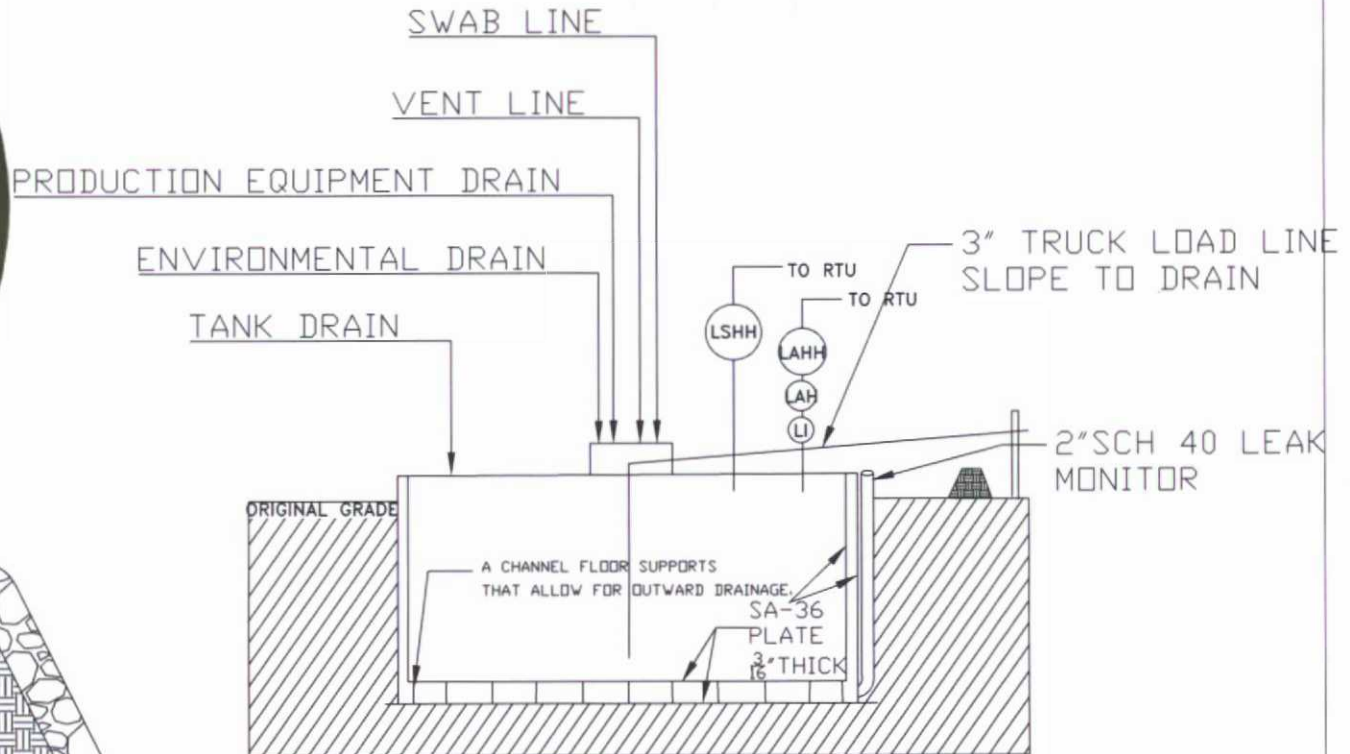 SWAB LINE
VENT LINE
PRODUCTION EQUIPMENT DRAIN
ENVIRONMENTAL DRAIN
TANK DRAIN
TO RTU
TO RTU
3" TRUCK LOAD LINE
SLOPE TO DRAIN
LSHH
LAHH
LAH
LI
2"SCH 40 LEAK
MONITOR
ORIGINAL GRADE
A CHANNEL FLOOR SUPPORTS
THAT ALLOW FOR OUTWARD DRAINAGE.
SA-36
PLATE
3/16"THICK